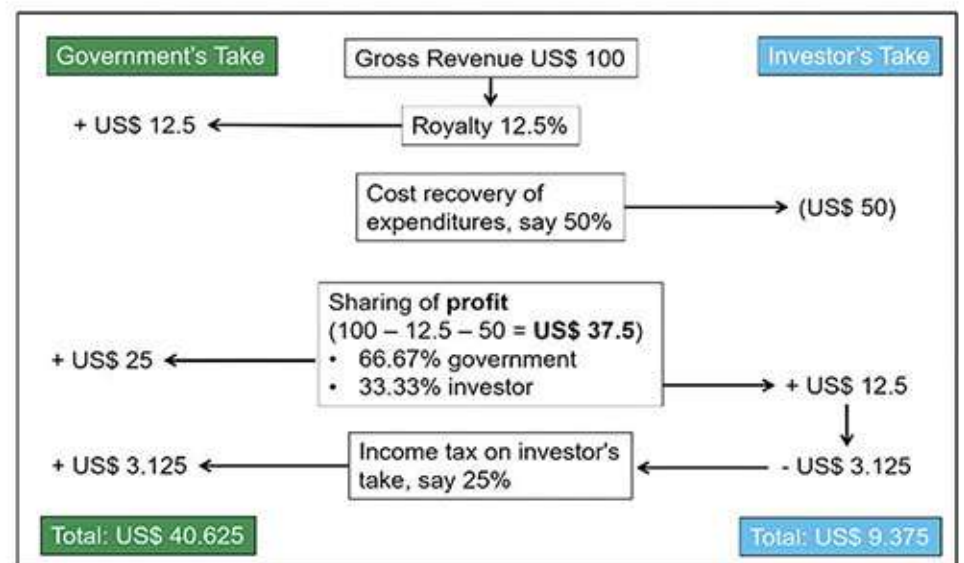 Government's Take
Gross Revenue US$ 100
Investor's Take
+ US$ 12.5
Royalty 12.5%
Cost recovery of
expenditures, say 50%
(US$ 50)
Sharing of profit
(100 – 12.5 – 50 = US$ 37.5)
• 66.67% government
• 33.33% investor
+ US$ 25
+ US$ 12.5
Income tax on investor's
take, say 25%
+ US$ 3.125
- US$ 3.125
Total: US$ 40.625
Total: US$ 9.375